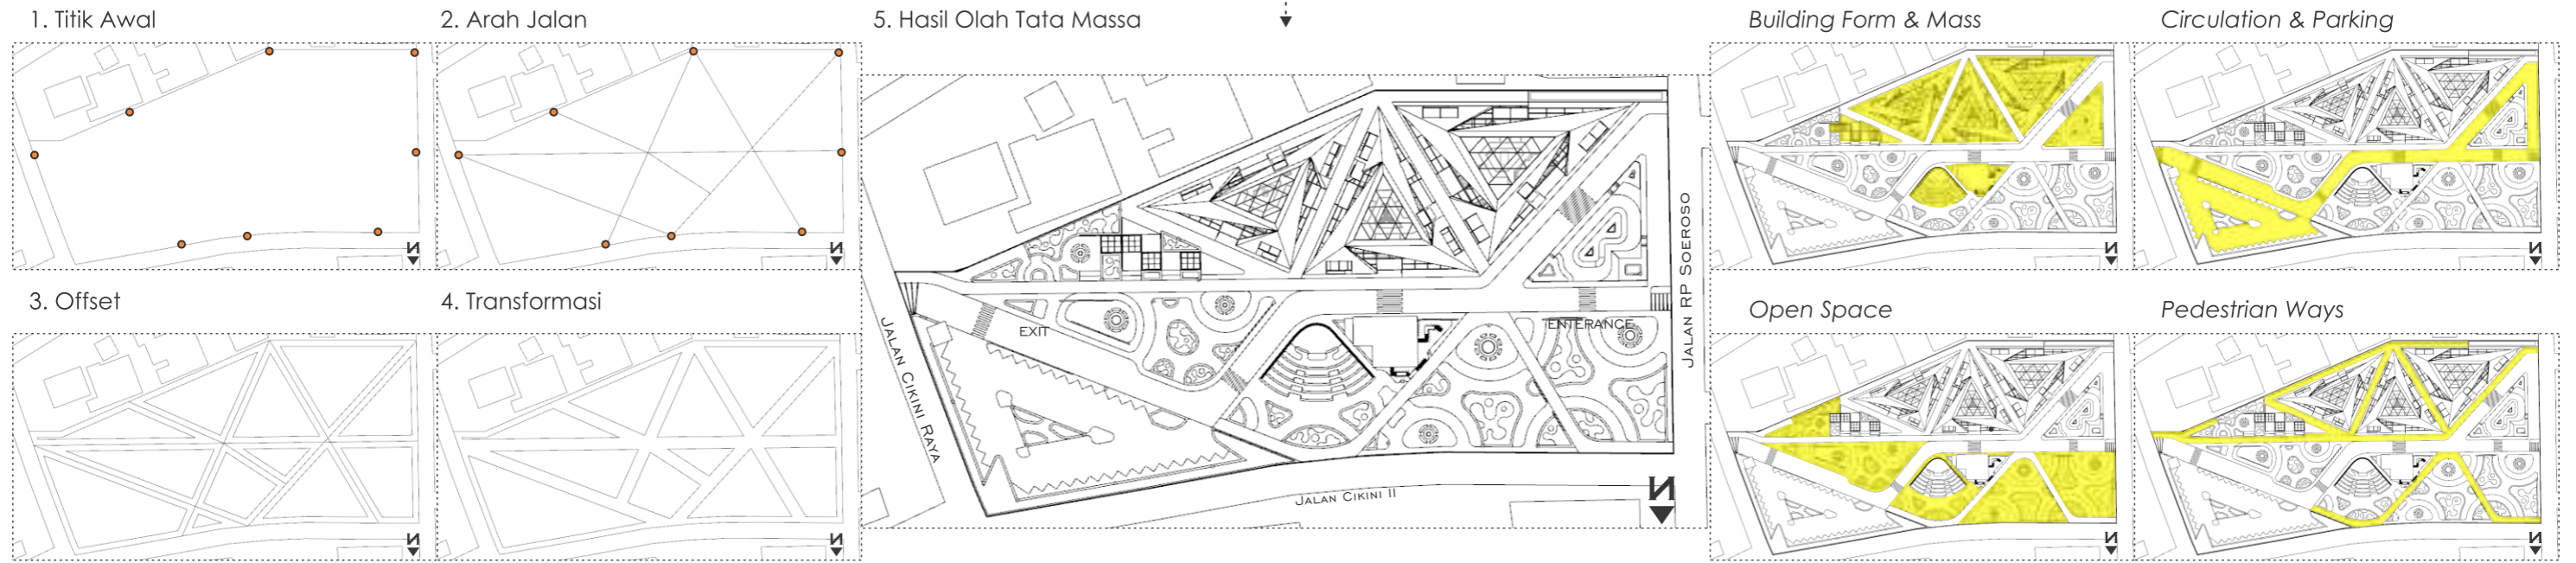 1. Titik Awal
2. Arah Jalan
5. Hasil Olah Tata Massa
Building Form & Mass
Circulation & Parking
N
N
3. Offset
4. Transformasi
N
N
EXIT
ENTERANCE
JALAN CIKINI RAYA
JALAN RP SOEROSO
JALAN CIKINI II
N
N
N
Open Space
Pedestrian Ways
N
N